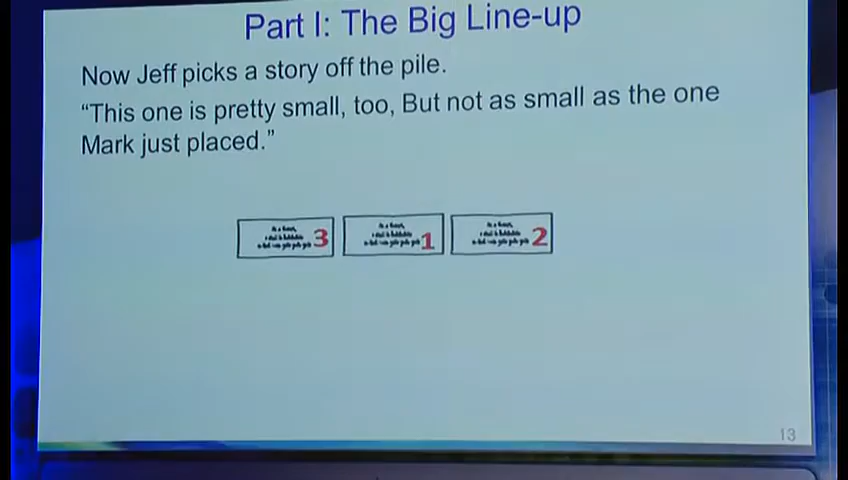 Part I: The Big Line-up
Now Jeff picks a story off the pile.
“This one is pretty small, too, But not as small as the one
Mark just placed.”
3 1 2
13